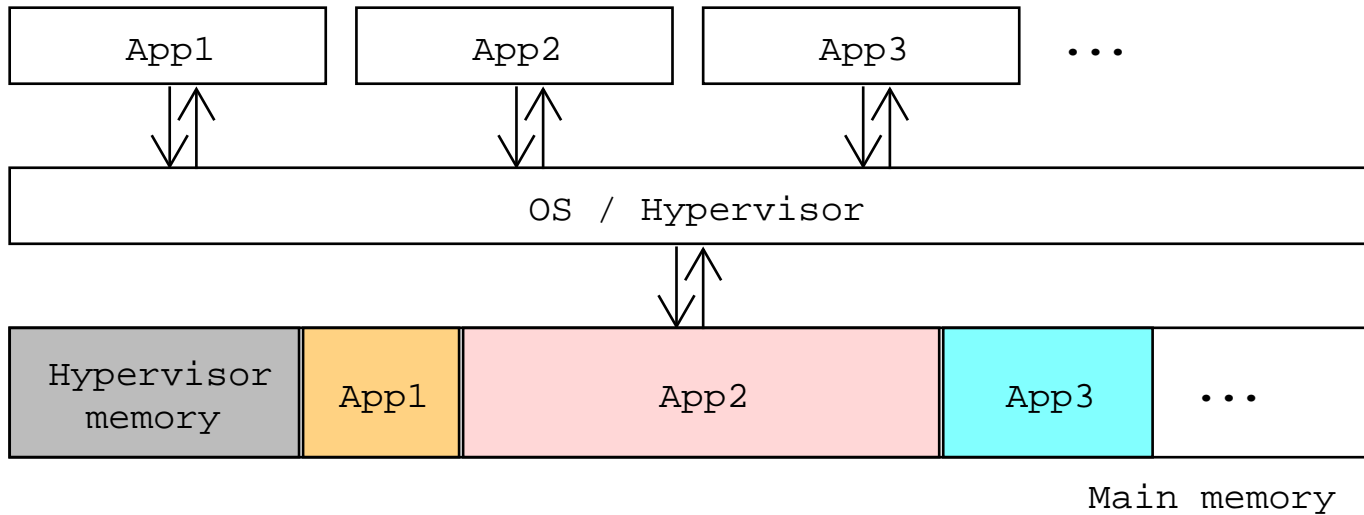 App1 App2 App3 ...
OS / Hypervisor
Hypervisor
memory
App1 App2 App3 ...
Main memory